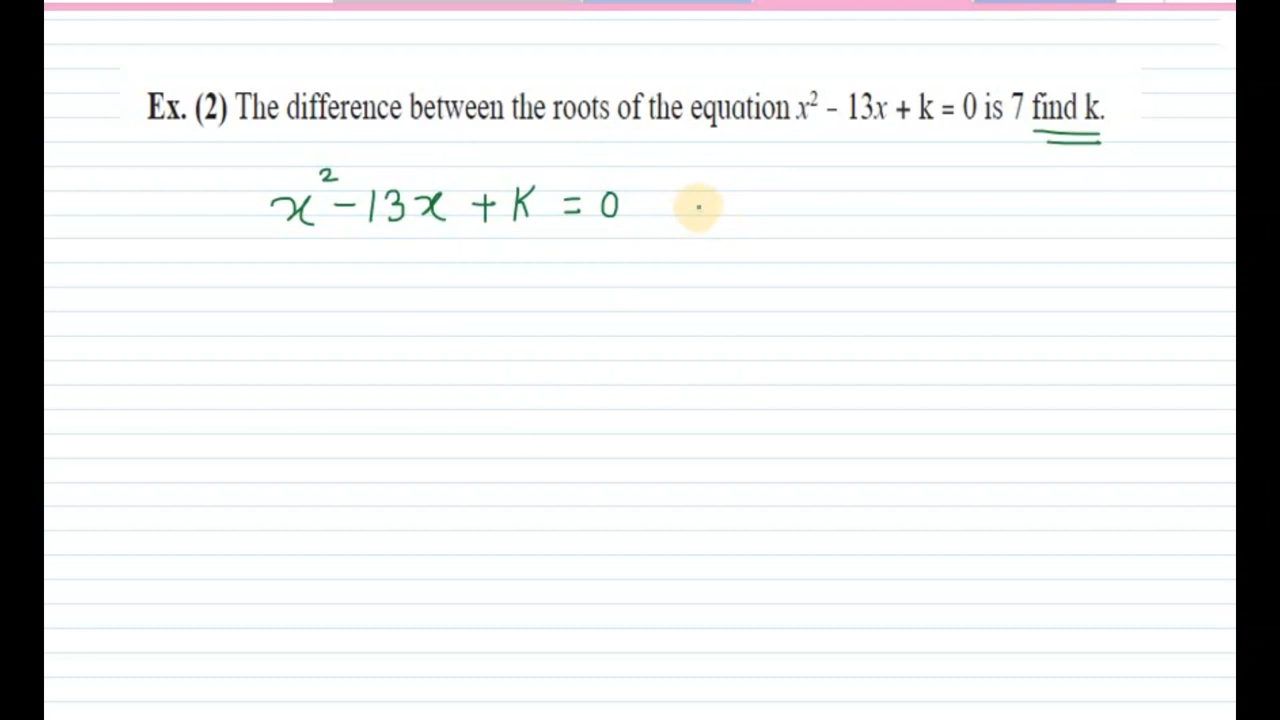 Ex. (2) The difference between the roots of the equation x² – 13x + k = 0 is 7 find k.
x² - 13x + K = 0